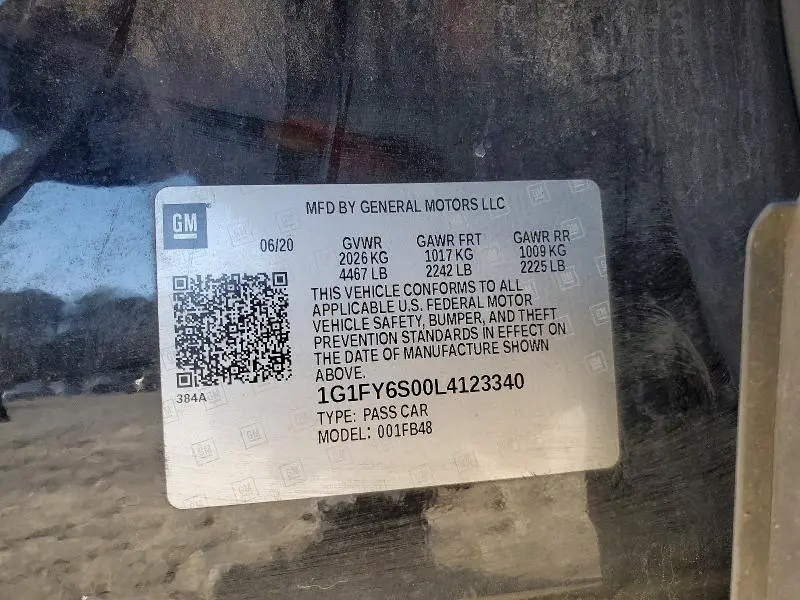 GM
MFD BY GENERAL MOTORS LLC
06/20 GVWR GAWR FRT GAWR RR
2026 KG 1017 KG 1009 KG
4467 LB 2242 LB 2225 LB
THIS VEHICLE CONFORMS TO ALL
APPLICABLE U.S. FEDERAL MOTOR
VEHICLE SAFETY, BUMPER, AND THEFT
PREVENTION STANDARDS IN EFFECT ON
THE DATE OF MANUFACTURE SHOWN
ABOVE.
384A
1G1FY6S00L4123340
TYPE: PASS CAR
MODEL: 001FB48